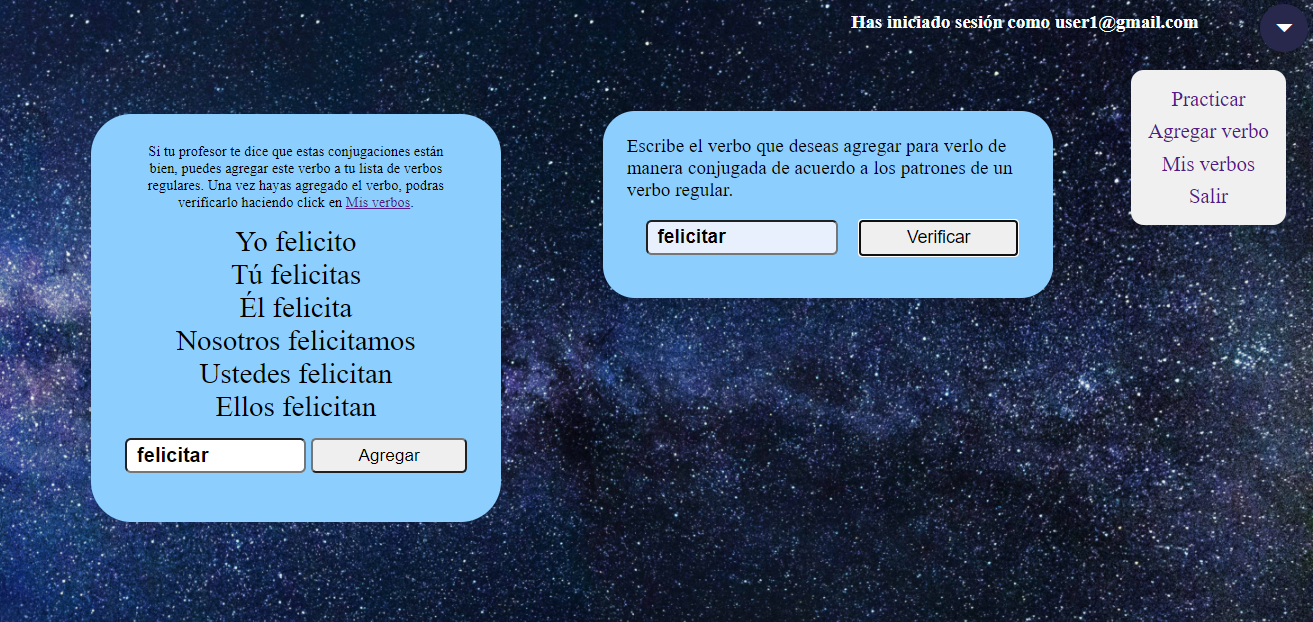 Has iniciado sesión como user1@gmail.com
Practicar
Agregar verbo
Mis verbos
Salir
Si tu profesor te dice que estas conjugaciones están
bien, puedes agregar este verbo a tu lista de verbos
regulares. Una vez hayas agregado el verbo, podras
verificarlo haciendo click en Mis verbos.
Yo felicito
Tú felicitas
Él felicita
Nosotros felicitamos
Ustedes felicitan
Ellos felicitan
felicitar Agregar
Escribe el verbo que deseas agregar para verlo de
manera conjugada de acuerdo a los patrones de un
verbo regular.
felicitar Verificar